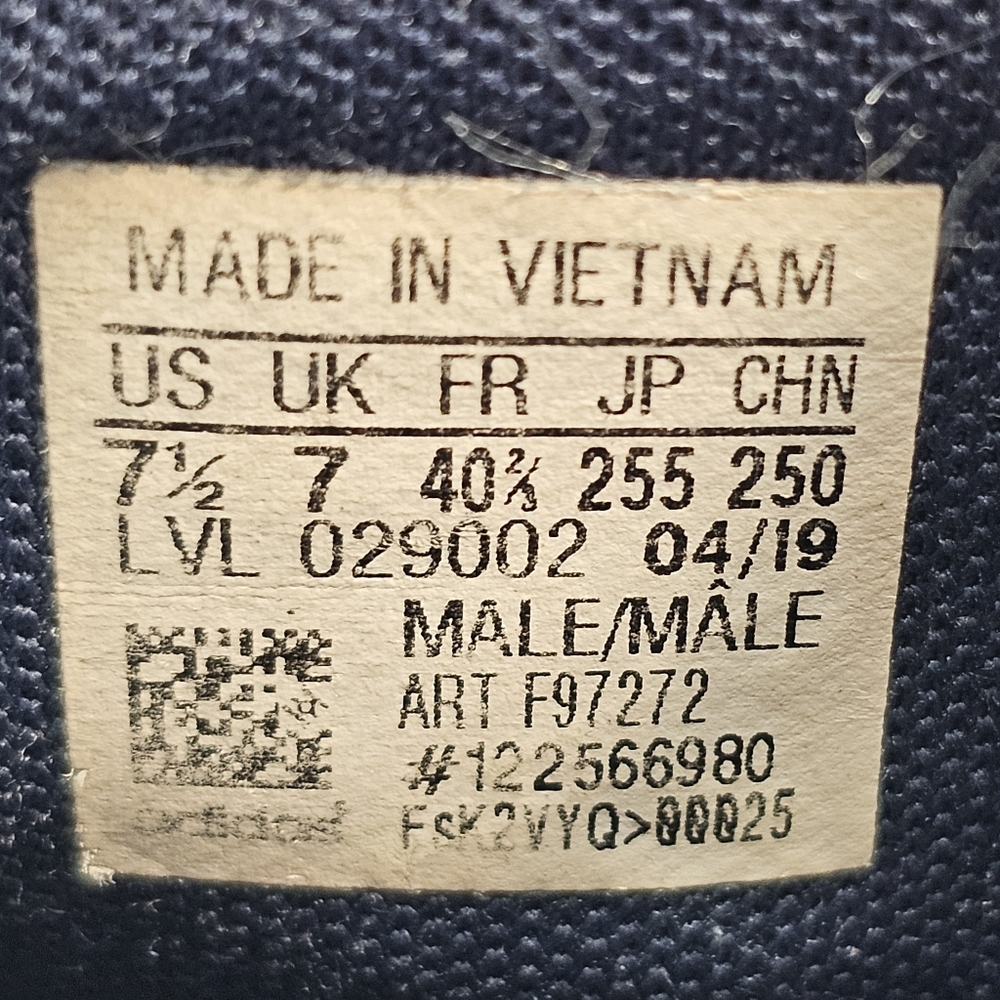 MADE IN VIETNAM
US UK FR JP CHN
7½ 7 40⅔ 255 250
LVL 029002 04/19
MALE/MÂLE
ART F97272
#122566980
FsK2VYQ>00025
adidas